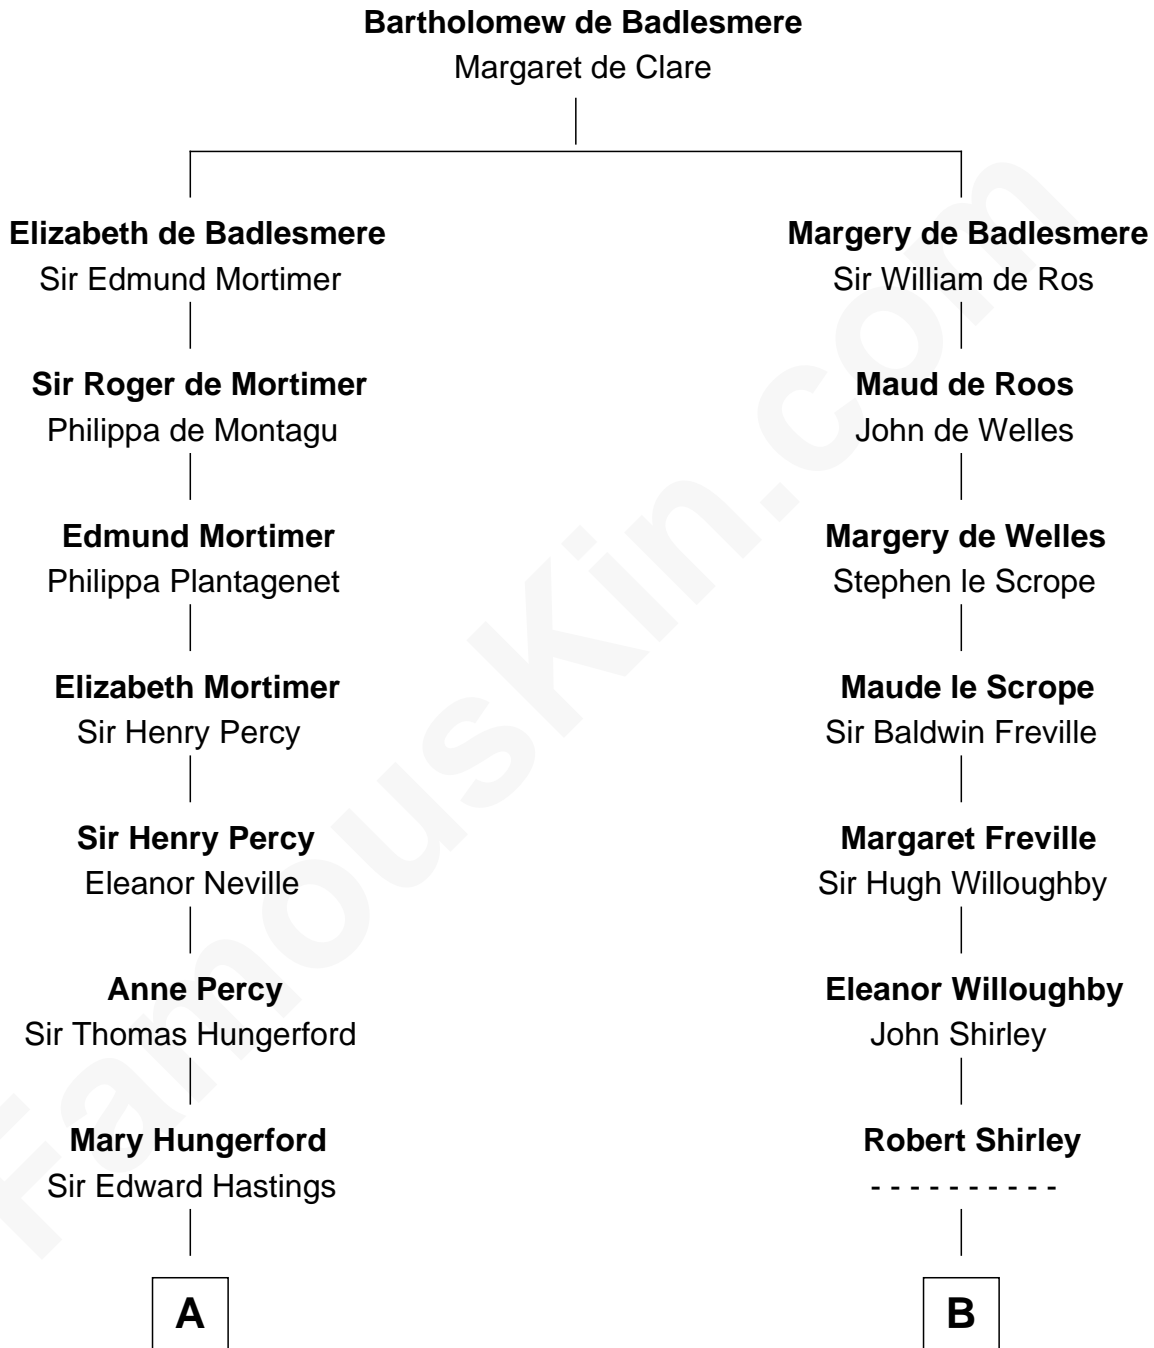 Bartholomew de Badlesmere
Margaret de Clare
Elizabeth de Badlesmere
Sir Edmund Mortimer
Margery de Badlesmere
Sir William de Ros
Sir Roger de Mortimer
Philippa de Montagu
Maud de Roos
John de Welles
Edmund Mortimer
Philippa Plantagenet
Margery de Welles
Stephen le Scrope
Elizabeth Mortimer
Sir Henry Percy
Maude le Scrope
Sir Baldwin Freville
Sir Henry Percy
Eleanor Neville
Margaret Freville
Sir Hugh Willoughby
Anne Percy
Sir Thomas Hungerford
Eleanor Willoughby
John Shirley
Mary Hungerford
Sir Edward Hastings
Robert Shirley
- - - - - - - - - -
A
B
FamousKin.com